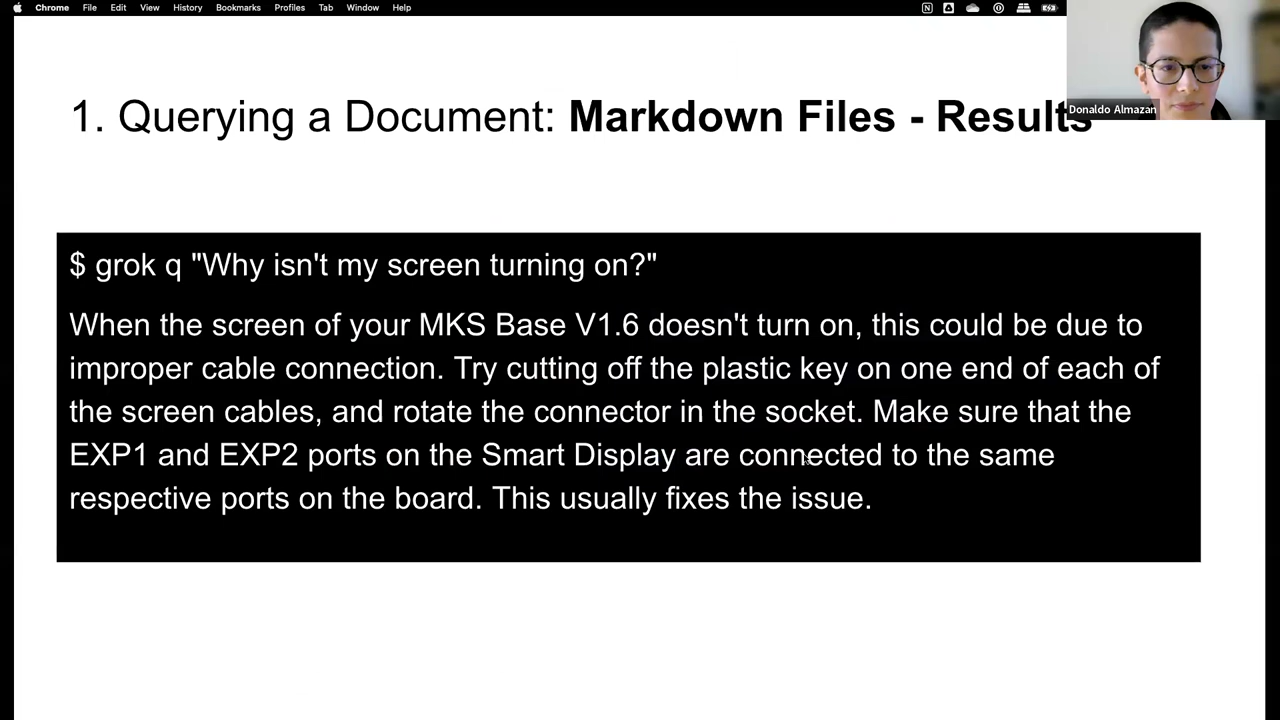 Chrome File Edit View History Bookmarks Profiles Tab Window Help
Donaldo Almazan
1. Querying a Document: Markdown Files - Results
$ grok q "Why isn't my screen turning on?"
When the screen of your MKS Base V1.6 doesn't turn on, this could be due to
improper cable connection. Try cutting off the plastic key on one end of each of
the screen cables, and rotate the connector in the socket. Make sure that the
EXP1 and EXP2 ports on the Smart Display are connected to the same
respective ports on the board. This usually fixes the issue.